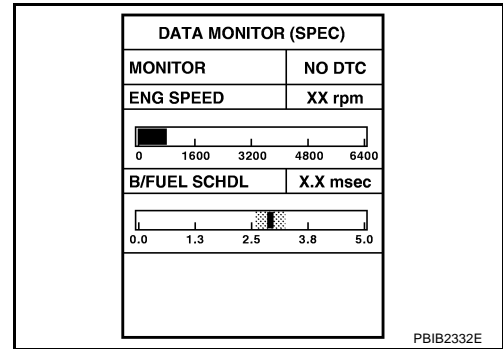 DATA MONITOR (SPEC)
MONITOR NO DTC
ENG SPEED XX rpm
0 1600 3200 4800 6400
B/FUEL SCHDL X.X msec
0.0 1.3 2.5 3.8 5.0
PBIB2332E